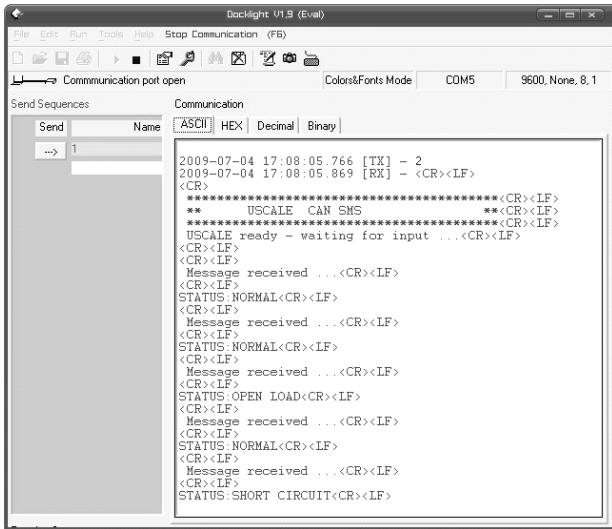 Docklight V1,9 (Eval)
File Edit Run Tools Help Stop Communication (F6)
Commmunication port open Colors&Fonts Mode COM5 9600, None, 8, 1
Send Sequences
Send Name
---> 1
Communication
ASCII HEX Decimal Binary
2009-07-04 17:08:05.766 [TX] - 2
2009-07-04 17:08:05.869 [RX] - <CR><LF>
<CR>
*****************************************<CR><LF>
** USCALE CAN SMS **<CR><LF>
*****************************************<CR><LF>
USCALE ready - waiting for input ...<CR><LF>
<CR><LF>
<CR><LF>
Message received ...<CR><LF>
<CR><LF>
STATUS:NORMAL<CR><LF>
<CR><LF>
Message received ...<CR><LF>
<CR><LF>
STATUS:NORMAL<CR><LF>
<CR><LF>
Message received ...<CR><LF>
<CR><LF>
STATUS:OPEN LOAD<CR><LF>
<CR><LF>
Message received ...<CR><LF>
<CR><LF>
STATUS:NORMAL<CR><LF>
<CR><LF>
Message received ...<CR><LF>
<CR><LF>
STATUS:SHORT CIRCUIT<CR><LF>